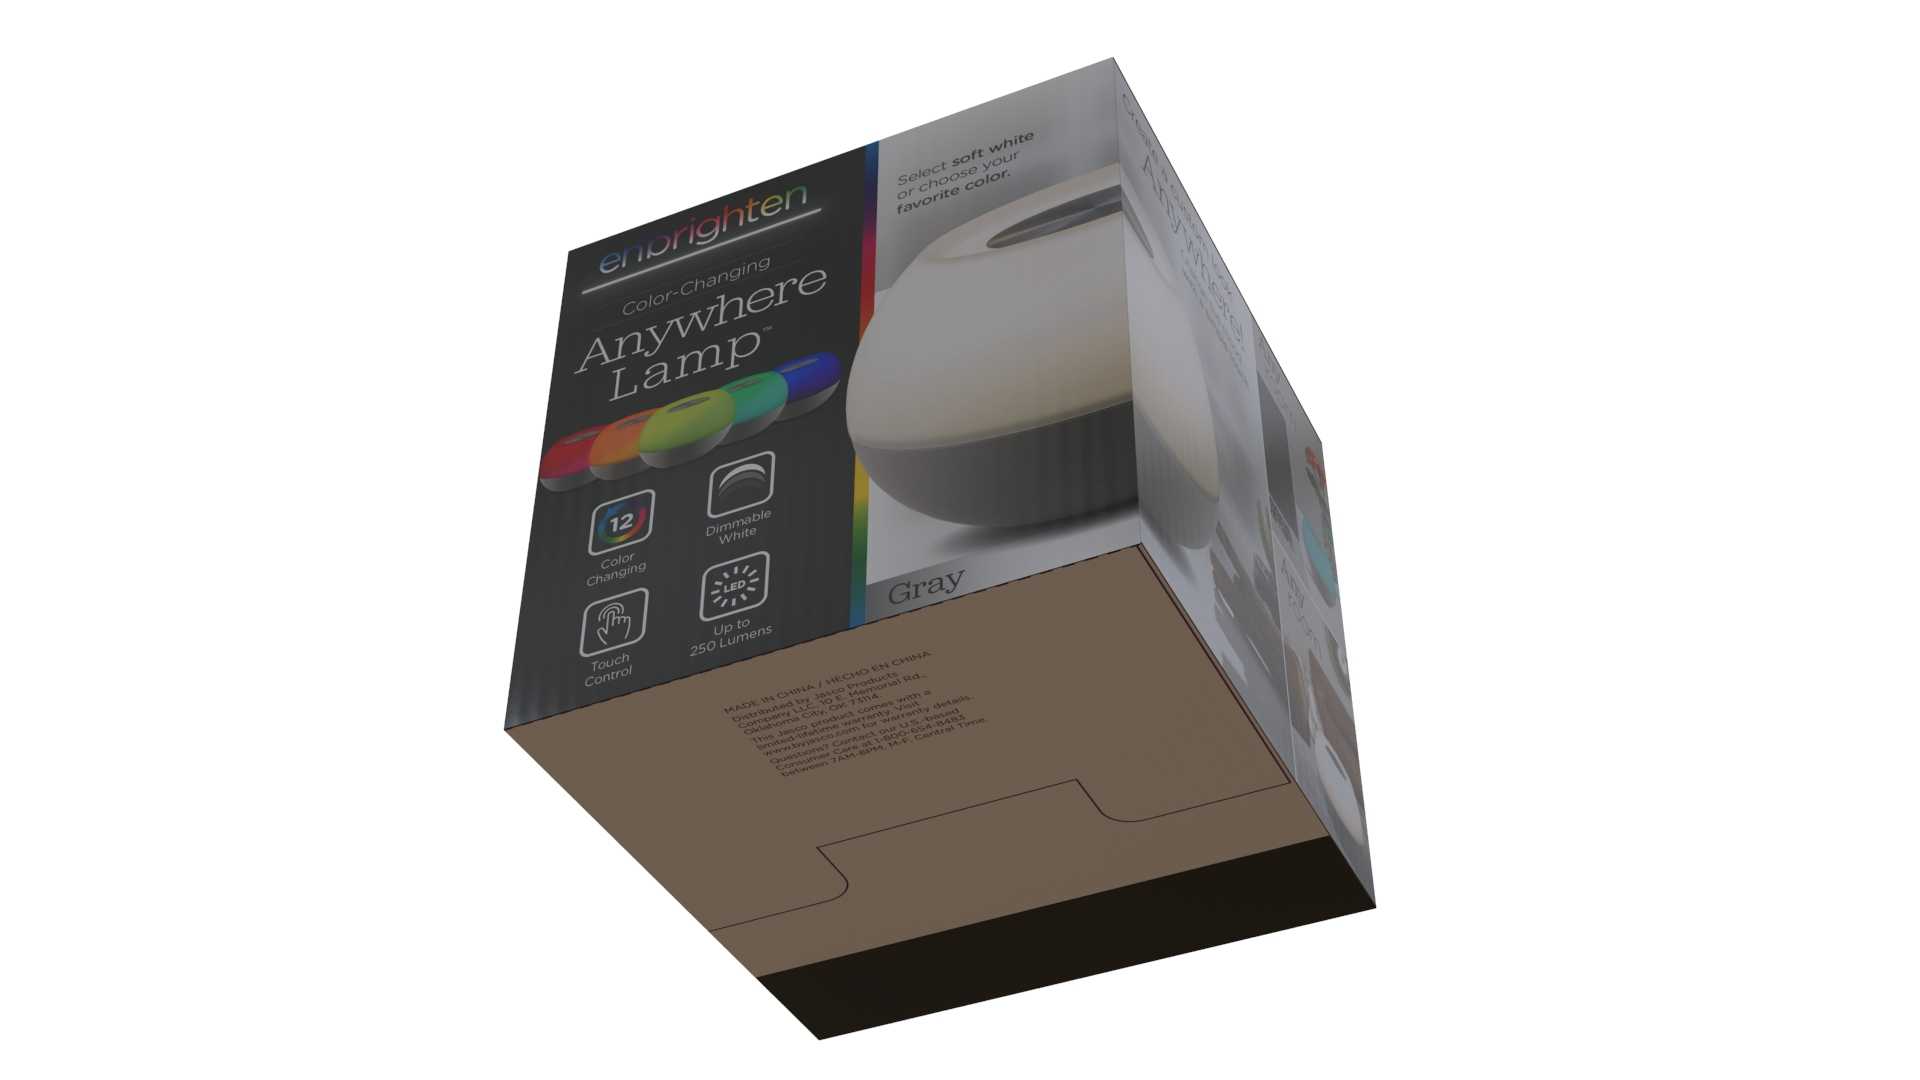 enbrighten
Color-Changing
Anywhere
Lamp™
12
Color
Changing
Dimmable
White
Touch
Control
LED
Up to
250 Lumens
Select soft white
or choose your
favorite color.
Gray
Create a custom look
Anywhere!
MADE IN CHINA / HECHO EN CHINA
Distributed by Jasco Products
Company LLC, 10 E. Memorial Rd.,
Oklahoma City, OK 73114.
This Jasco product comes with a
limited-lifetime warranty. Visit
www.byjasco.com for warranty details.
Questions? Contact our U.S.-based
Consumer Care at 1-800-654-8483
between 7AM-8PM, M-F, Central Time.